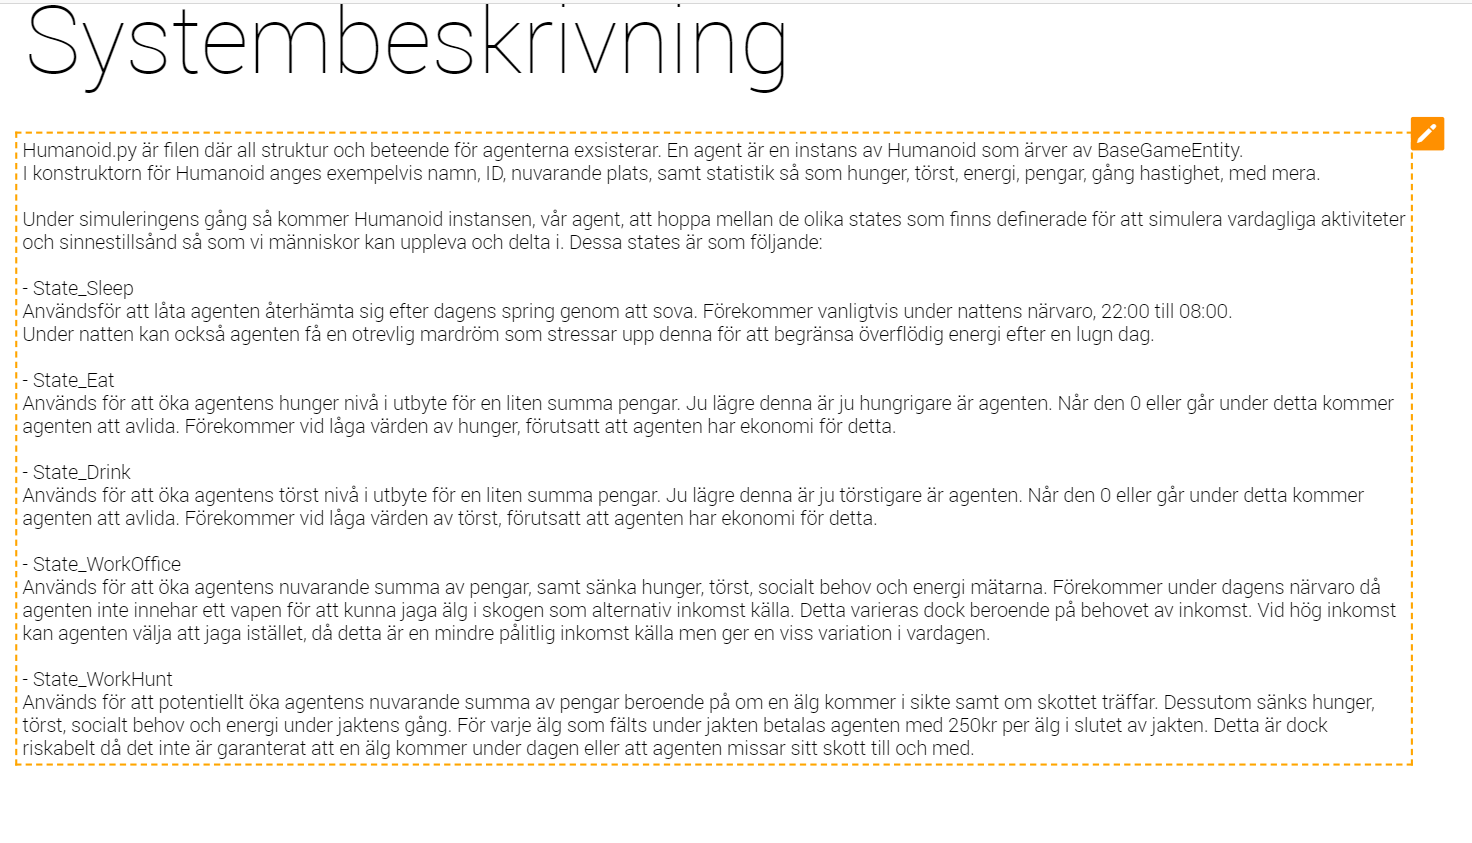 Systembeskrivning
Humanoid.py är filen där all struktur och beteende för agenterna exsisterar. En agent är en instans av Humanoid som ärver av BaseGameEntity.
I konstruktorn för Humanoid anges exempelvis namn, ID, nuvarande plats, samt statistik så som hunger, törst, energi, pengar, gång hastighet, med mera.
Under simuleringens gång så kommer Humanoid instansen, vår agent, att hoppa mellan de olika states som finns definerade för att simulera vardagliga aktiviteter
och sinnestillsånd så som vi människor kan uppleva och delta i. Dessa states är som följande:
- State_Sleep
Användsför att låta agenten återhämta sig efter dagens spring genom att sova. Förekommer vanligtvis under nattens närvaro, 22:00 till 08:00.
Under natten kan också agenten få en otrevlig mardröm som stressar upp denna för att begränsa överflödig energi efter en lugn dag.
- State_Eat
Används för att öka agentens hunger nivå i utbyte för en liten summa pengar. Ju lägre denna är ju hungrigare är agenten. Når den 0 eller går under detta kommer
agenten att avlida. Förekommer vid låga värden av hunger, förutsatt att agenten har ekonomi för detta.
- State_Drink
Används för att öka agentens törst nivå i utbyte för en liten summa pengar. Ju lägre denna är ju törstigare är agenten. Når den 0 eller går under detta kommer
agenten att avlida. Förekommer vid låga värden av törst, förutsatt att agenten har ekonomi för detta.
- State_WorkOffice
Används för att öka agentens nuvarande summa av pengar, samt sänka hunger, törst, socialt behov och energi mätarna. Förekommer under dagens närvaro då
agenten inte innehar ett vapen för att kunna jaga älg i skogen som alternativ inkomst källa. Detta varieras dock beroende på behovet av inkomst. Vid hög inkomst
kan agenten välja att jaga istället, då detta är en mindre pålitlig inkomst källa men ger en viss variation i vardagen.
- State_WorkHunt
Används för att potentiellt öka agentens nuvarande summa av pengar beroende på om en älg kommer i sikte samt om skottet träffar. Dessutom sänks hunger,
törst, socialt behov och energi under jaktens gång. För varje älg som fälts under jakten betalas agenten med 250kr per älg i slutet av jakten. Detta är dock
riskabelt då det inte är garanterat att en älg kommer under dagen eller att agenten missar sitt skott till och med.